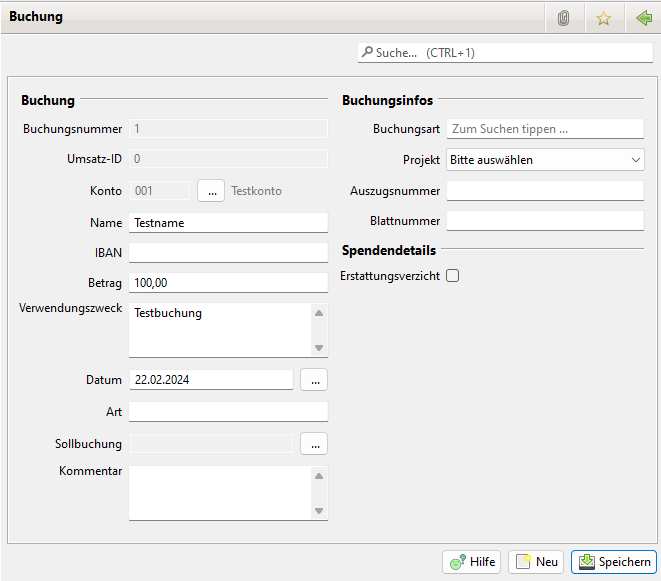 Buchung
Suche... (CTRL+1)
Buchung
Buchungsnummer 1
Umsatz-ID 0
Konto 001 ... Testkonto
Name Testname
IBAN
Betrag 100,00
Verwendungszweck Testbuchung
Datum 22.02.2024 ...
Art
Sollbuchung ...
Kommentar
Buchungsinfos
Buchungsart Zum Suchen tippen ...
Projekt Bitte auswählen
Auszugsnummer
Blattnummer
Spendendetails
Erstattungsverzicht
Hilfe Neu Speichern